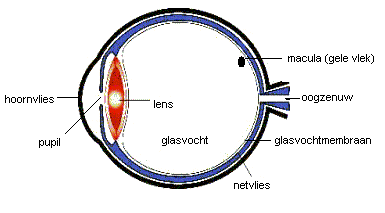 macula (gele vlek)
hoornvlies
lens
oogzenuw
pupil
glasvocht
glasvochtmembraan
netvlies